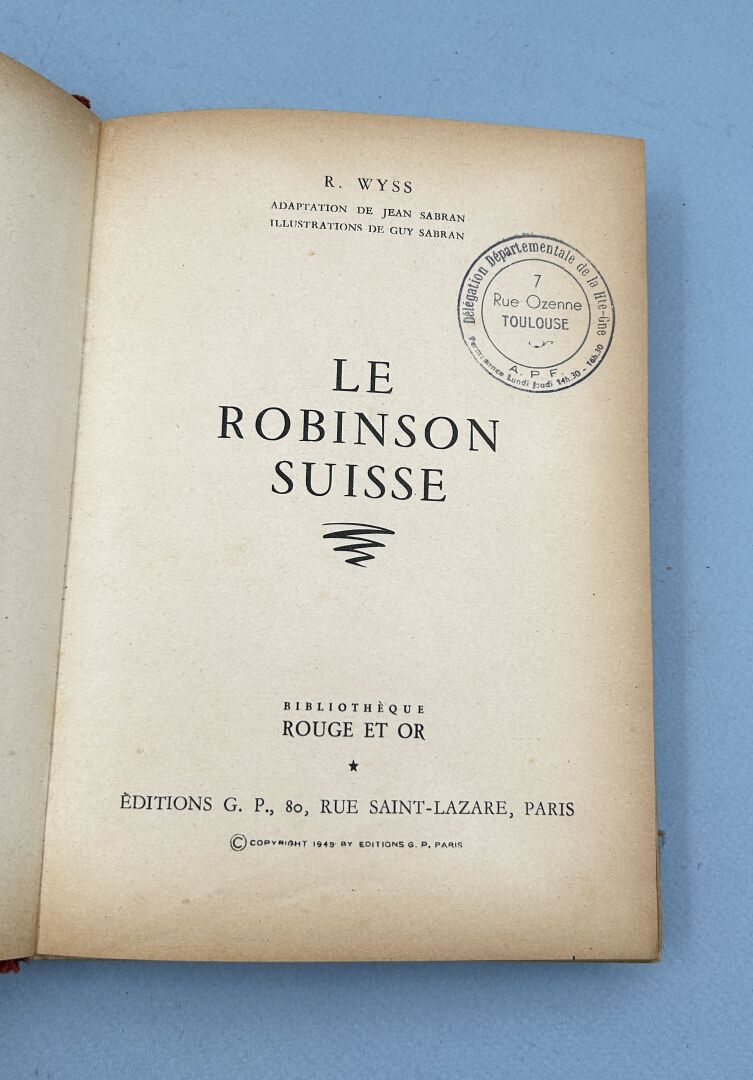 R. WYSS
ADAPTATION DE JEAN SABRAN
ILLUSTRATIONS DE GUY SABRAN
Délégation Départementale de la Hte-Gne
7
Rue Ozenne
TOULOUSE
A. P. F.
Permanence Lundi Jeudi 14h.30 - 16h.30
LE
ROBINSON
SUISSE
BIBLIOTHÈQUE
ROUGE ET OR
★
ÉDITIONS G. P., 80, RUE SAINT-LAZARE, PARIS
© COPYRIGHT 1949 BY EDITIONS G. P. PARIS